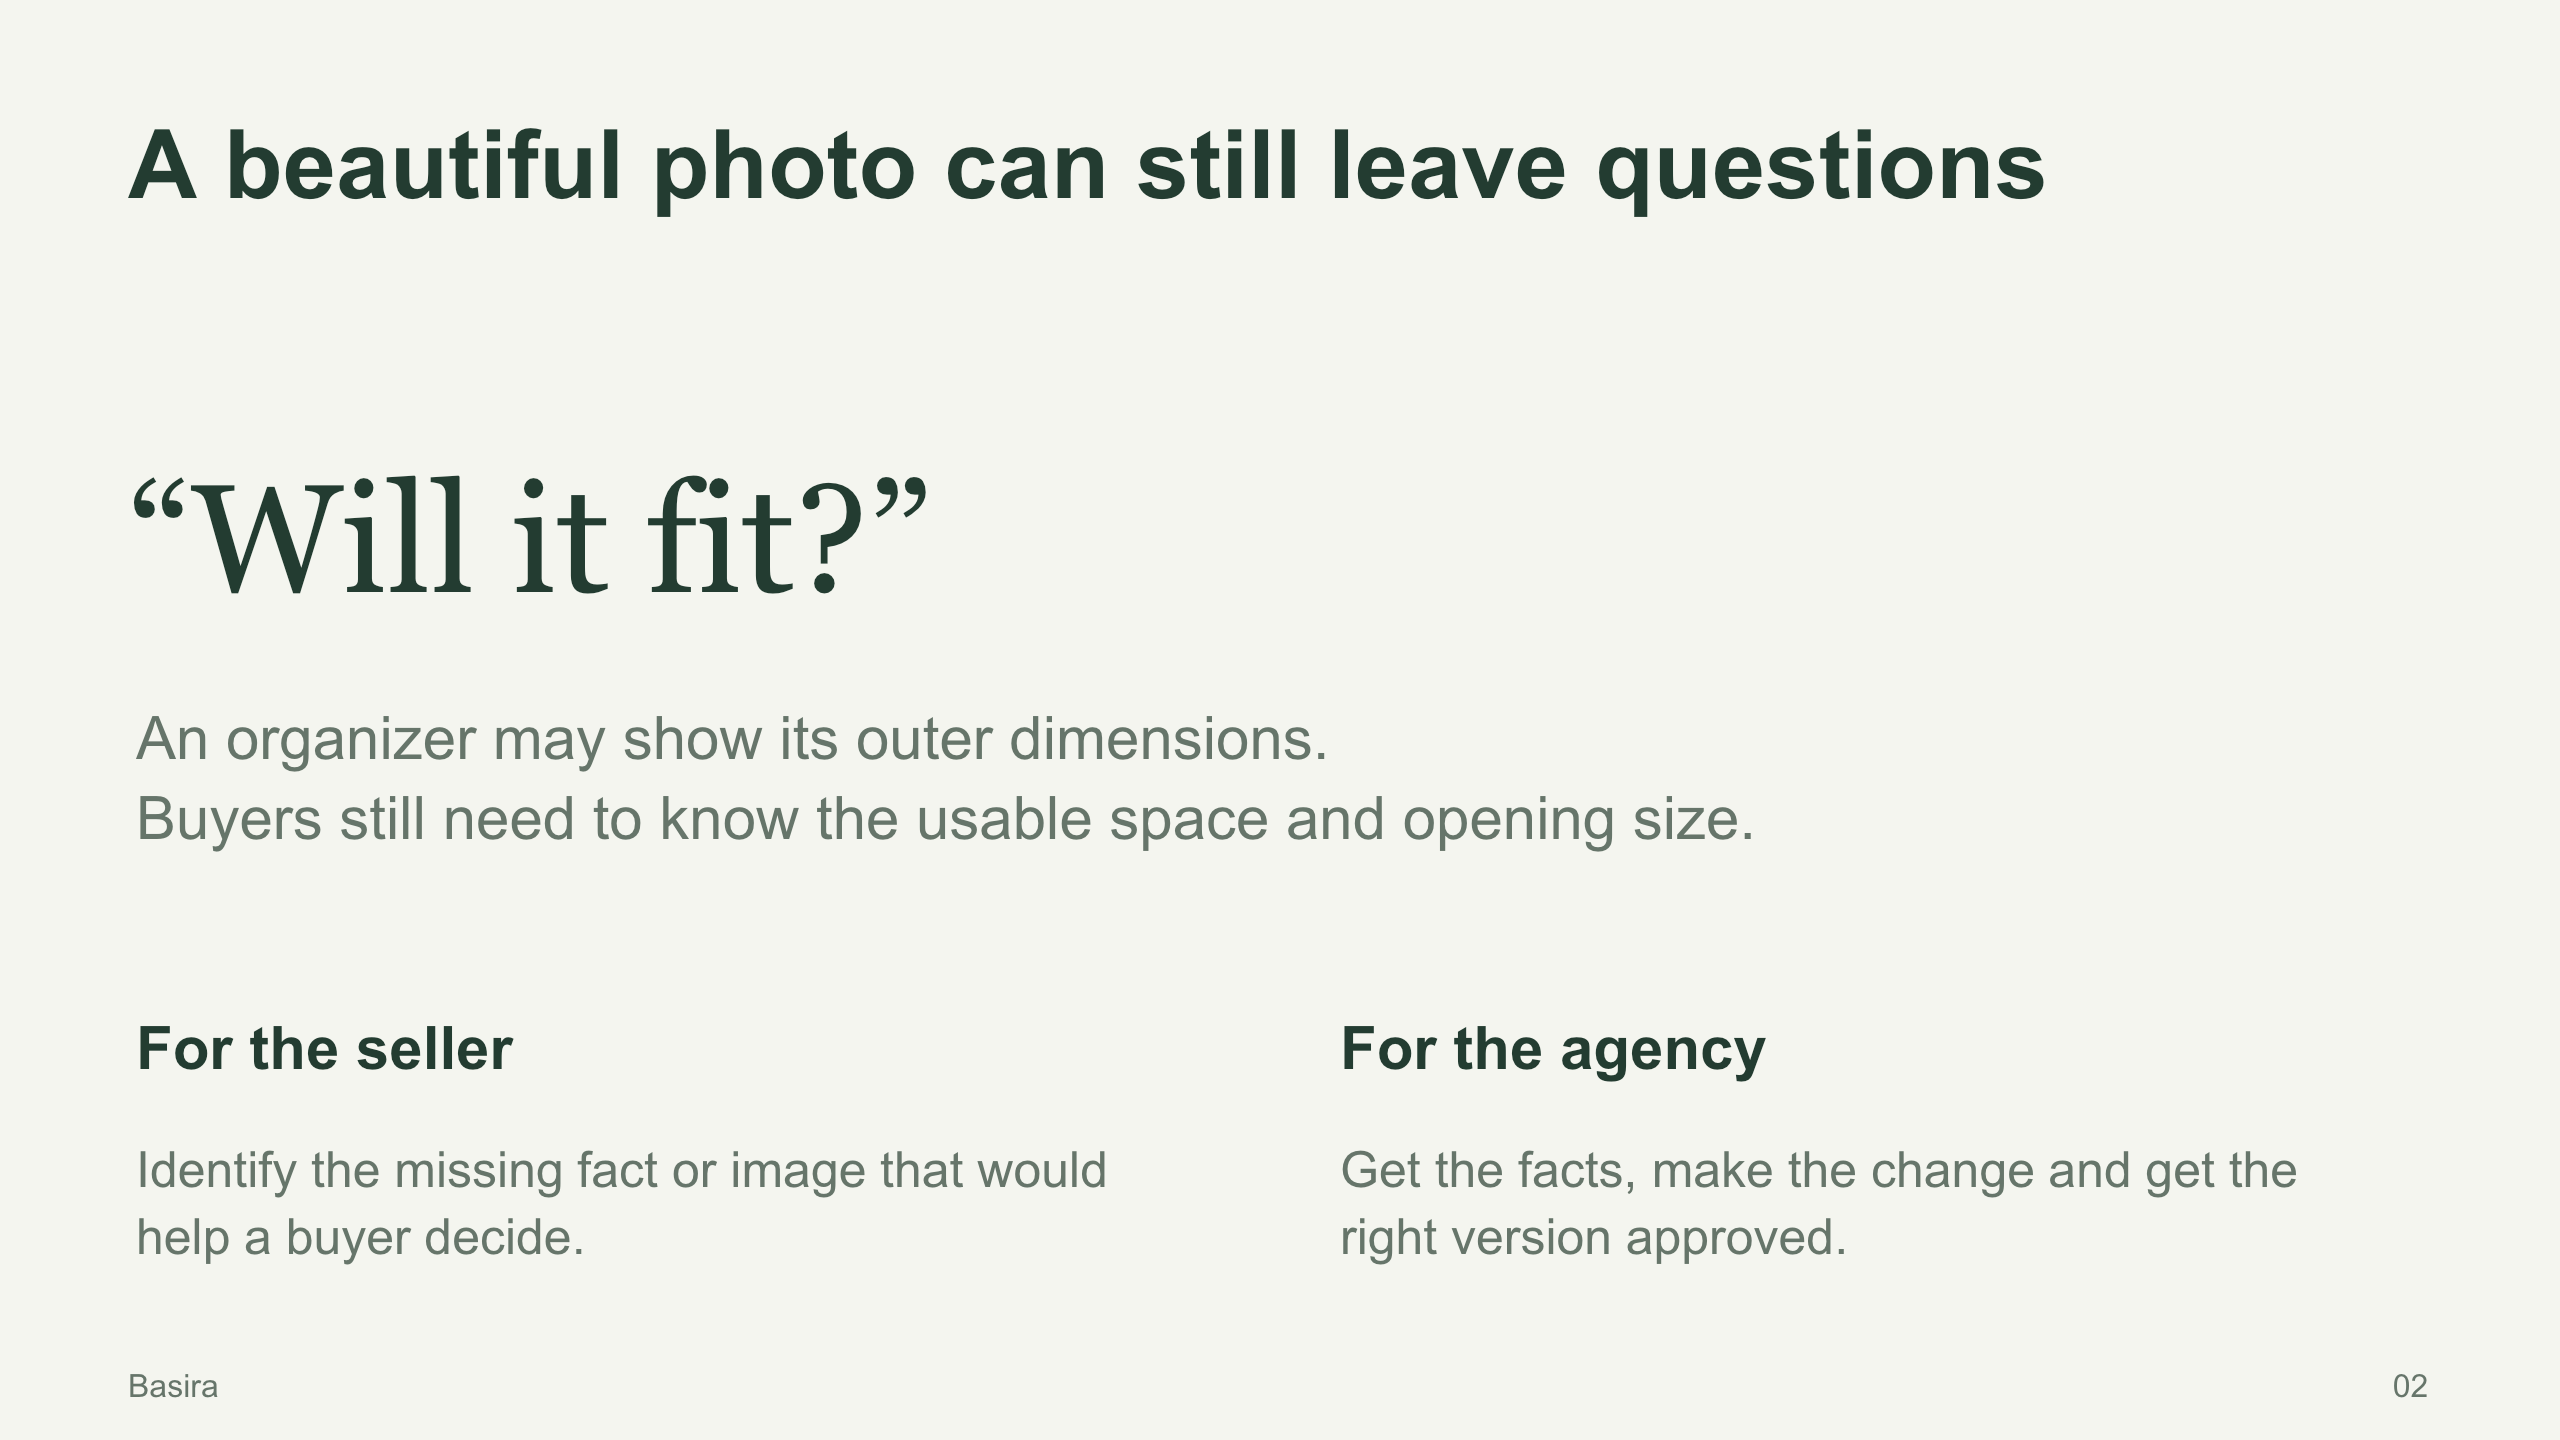 A beautiful photo can still leave questions
“Will it fit?”
An organizer may show its outer dimensions.
Buyers still need to know the usable space and opening size.
For the seller
Identify the missing fact or image that would
help a buyer decide.
For the agency
Get the facts, make the change and get the
right version approved.
Basira
02